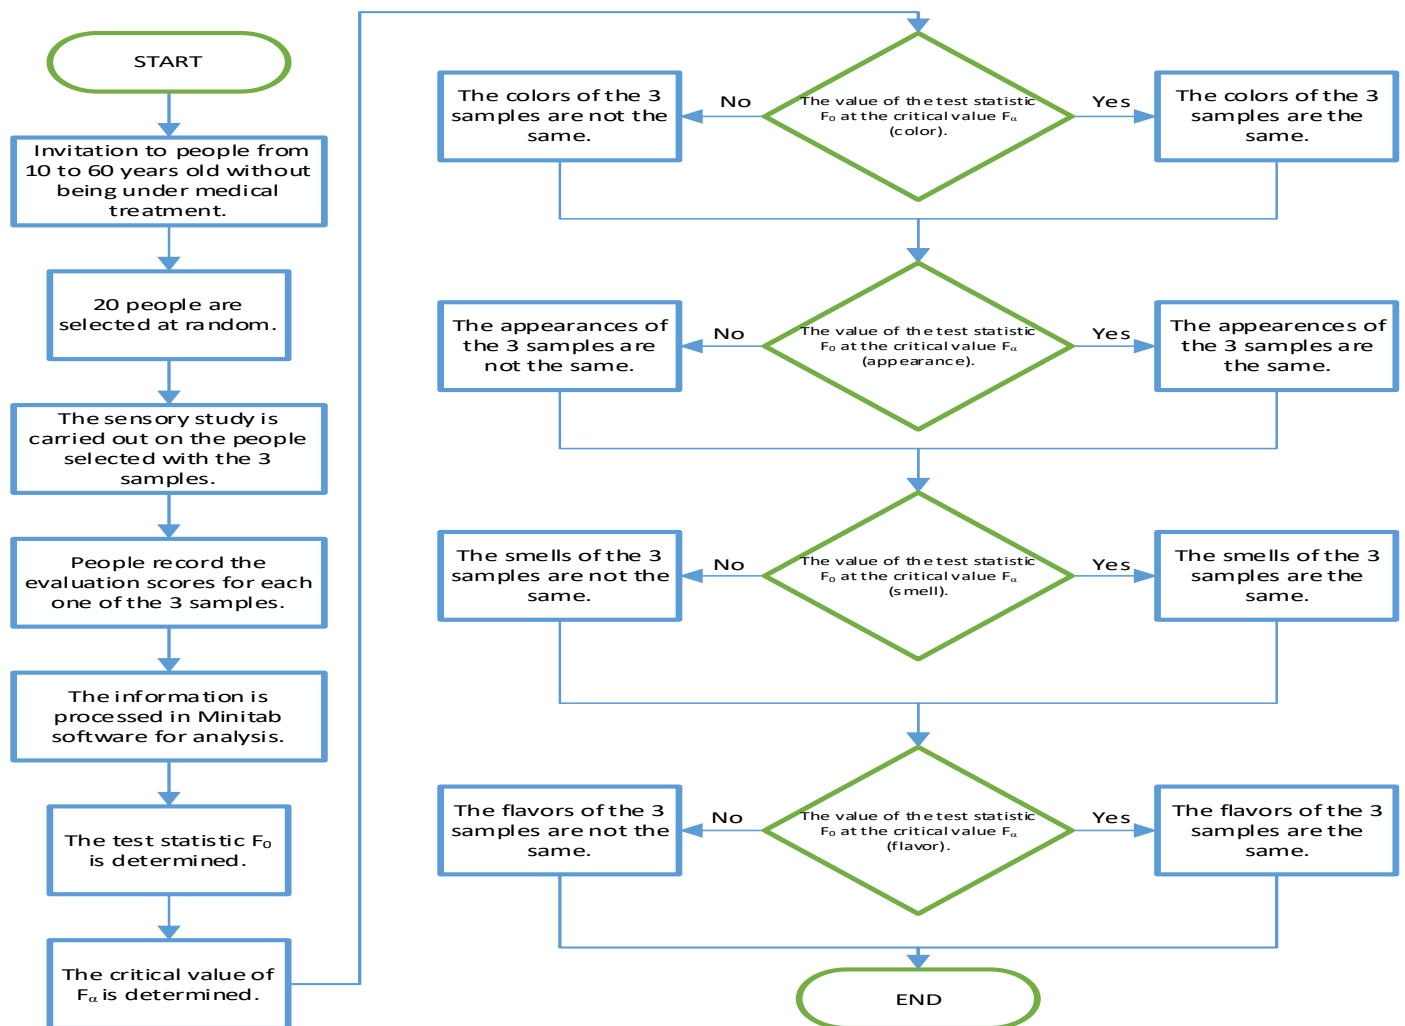 START
Invitation to people from
10 to 60 years old without
being under medical
treatment.
20 people are
selected at random.
The sensory study is
carried out on the people
selected with the 3
samples.
People record the
evaluation scores for each
one of the 3 samples.
The information is
processed in Minitab
software for analysis.
The test statistic F₀
is determined.
The critical value of
Fα is determined.
The value of the test statistic
F₀ at the critical value Fα
(color).
No
The colors of the 3
samples are not the
same.
Yes
The colors of the 3
samples are the
same.
The value of the test statistic
F₀ at the critical value Fα
(appearance).
No
The appearances of
the 3 samples are
not the same.
Yes
The appearences of
the 3 samples are
the same.
The value of the test statistic
F₀ at the critical value Fα
(smell).
No
The smells of the 3
samples are not the
same.
Yes
The smells of the 3
samples are the
same.
The value of the test statistic
F₀ at the critical value Fα
(flavor).
No
The flavors of the 3
samples are not the
same.
Yes
The flavors of the 3
samples are the
same.
END